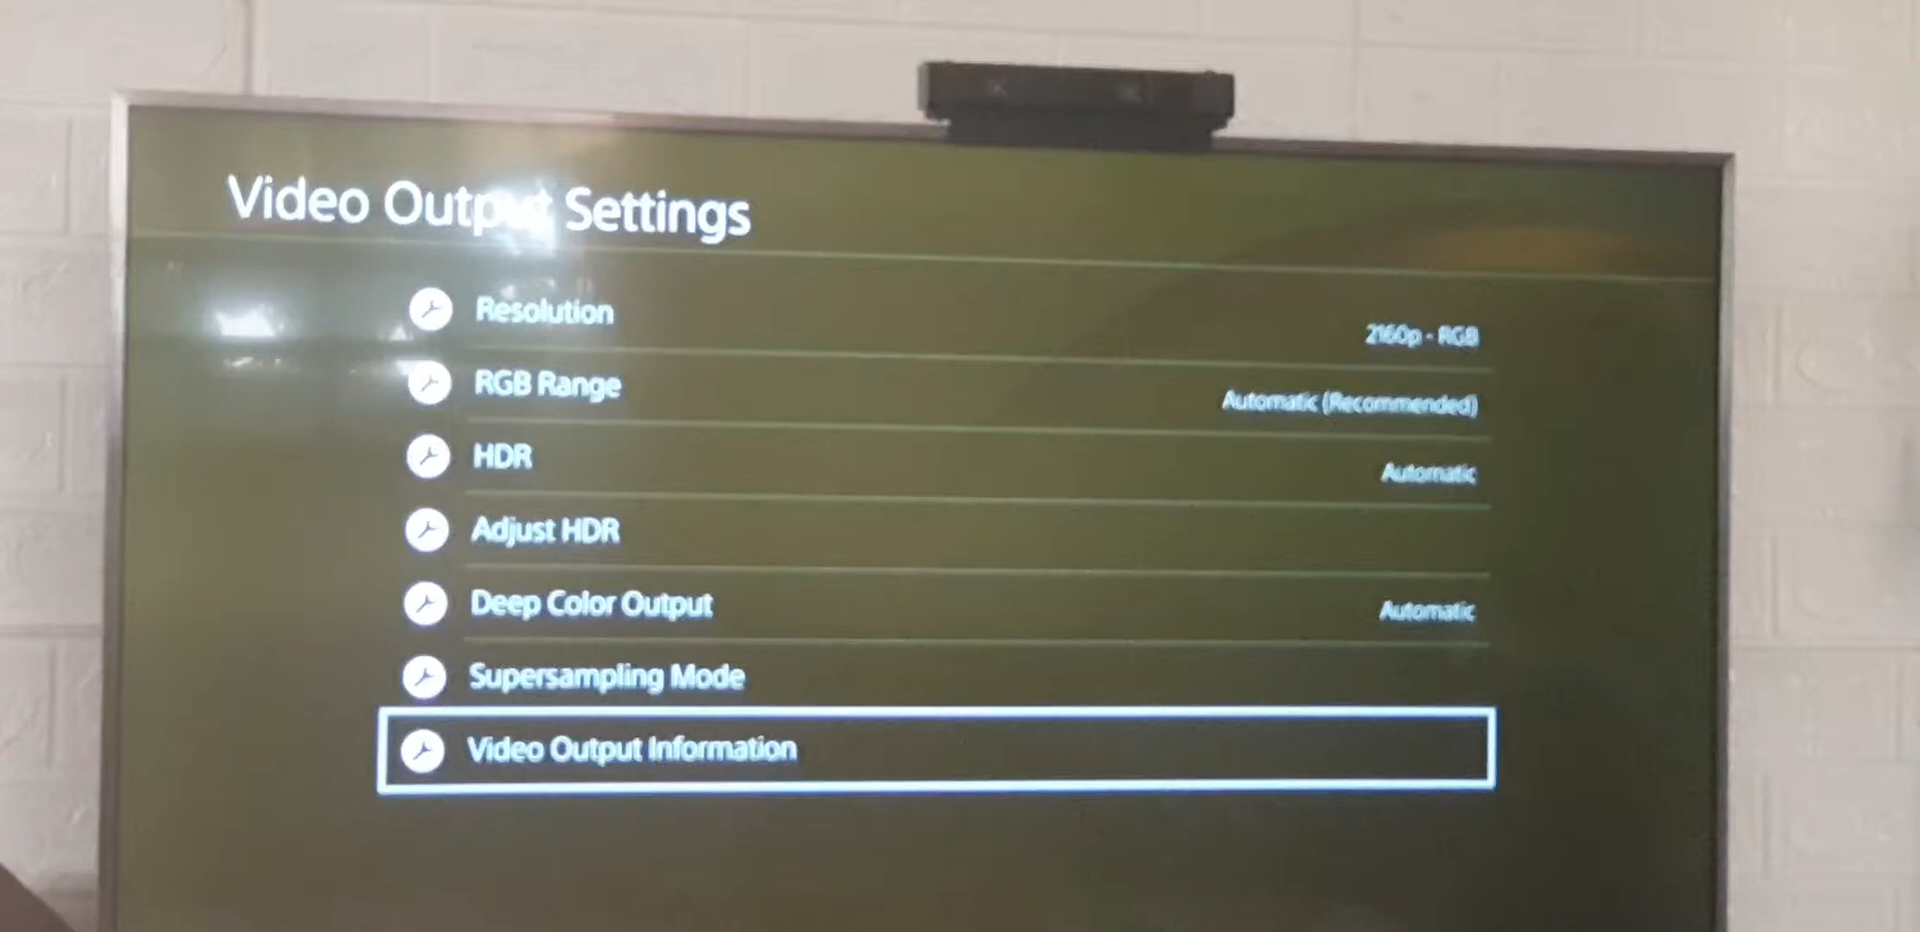 Video Output Settings
Resolution
2160p - RGB
RGB Range
Automatic (Recommended)
HDR
Automatic
Adjust HDR
Deep Color Output
Automatic
Supersampling Mode
Video Output Information